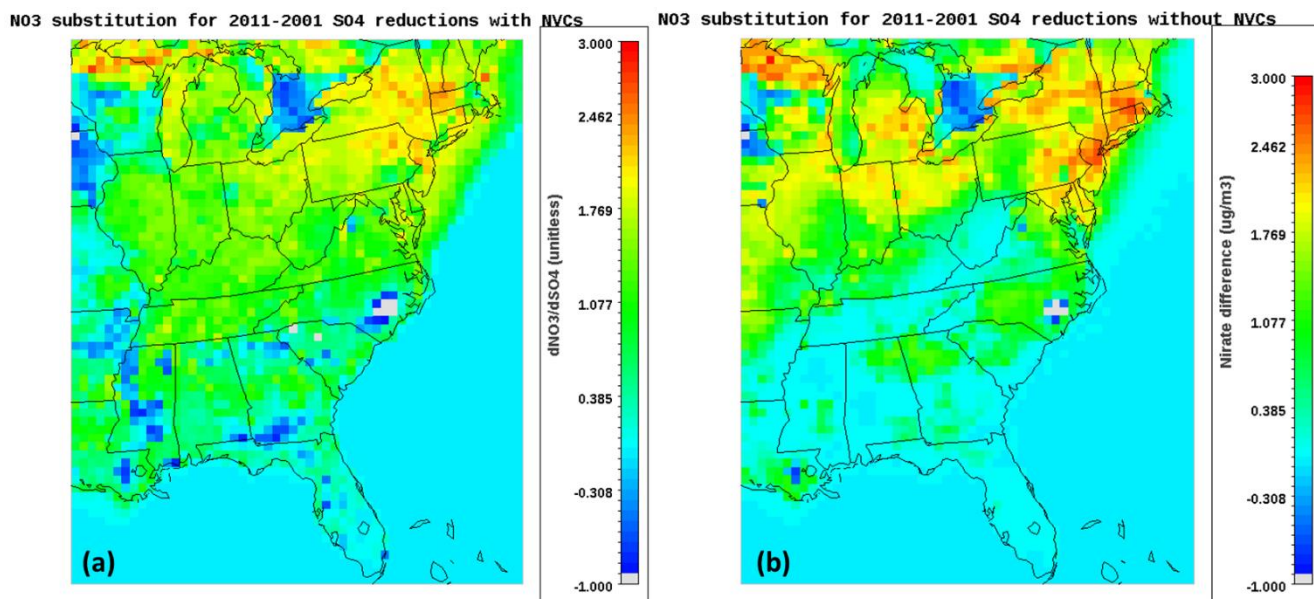 NO3 substitution for 2011-2001 SO4 reductions with NVCs
3.000
2.462
1.769
1.077
0.385
-0.308
-1.000
dNO3/dSO4 (unitless)
(a)
NO3 substitution for 2011-2001 SO4 reductions without NVCs
3.000
2.462
1.769
1.077
0.385
-0.308
-1.000
Nirate difference (ug/m3)
(b)